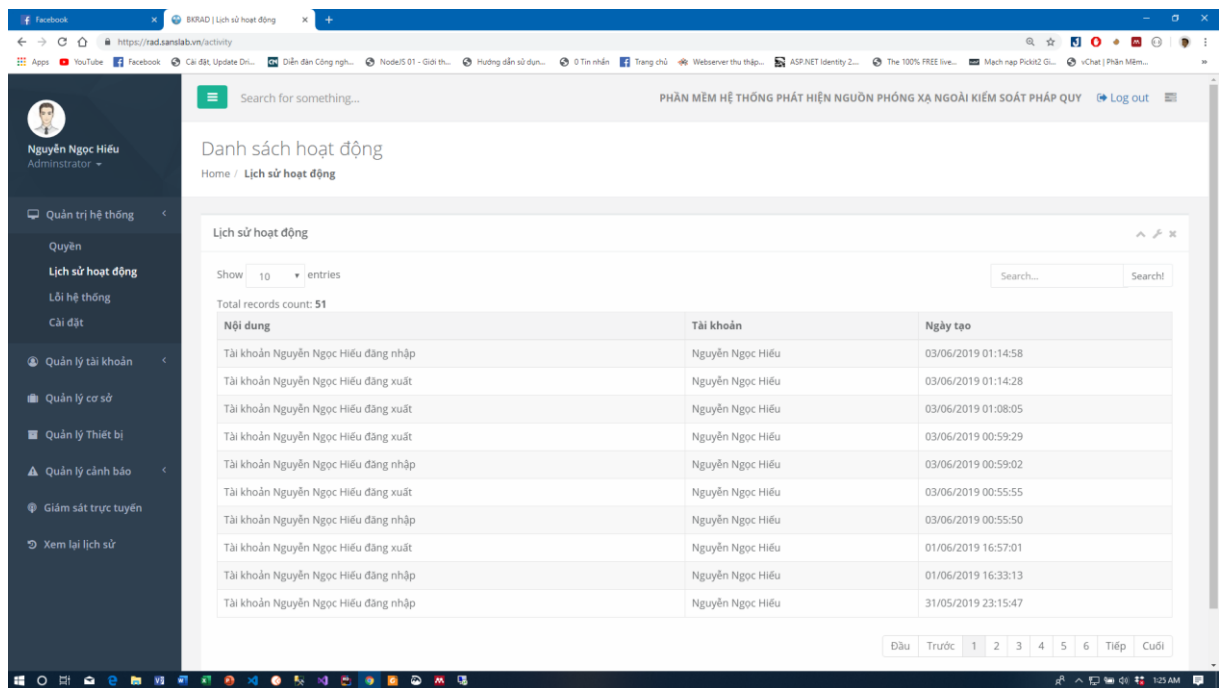 Facebook
BKRAD | Lịch sử hoạt động
https://rad.sanslab.vn/activity
Apps YouTube Facebook Cài đặt, Update Dri... Diễn đàn Công ngh... NodeJS 01 - Giới th... Hướng dẫn sử dụn... 0 Tin nhắn Trang chủ Webserver thu thập... ASP.NET Identity 2... The 100% FREE live... Mạch nạp Pickit2 Gi... vChat | Phần Mềm... »
Search for something...
PHẦN MỀM HỆ THỐNG PHÁT HIỆN NGUỒN PHÓNG XẠ NGOÀI KIỂM SOÁT PHÁP QUY
Log out
Nguyễn Ngọc Hiếu
Adminstrator
Danh sách hoạt động
Home / Lịch sử hoạt động
Quản trị hệ thống
Quyền
Lịch sử hoạt động
Lỗi hệ thống
Cài đặt
Quản lý tài khoản
Quản lý cơ sở
Quản lý Thiết bị
Quản lý cảnh báo
Giám sát trực tuyến
Xem lại lịch sử
Lịch sử hoạt động
Show 10 entries
Search... Search!
Total records count: 51
Nội dung Tài khoản Ngày tạo
Tài khoản Nguyễn Ngọc Hiếu đăng nhập Nguyễn Ngọc Hiếu 03/06/2019 01:14:58
Tài khoản Nguyễn Ngọc Hiếu đăng xuất Nguyễn Ngọc Hiếu 03/06/2019 01:14:28
Tài khoản Nguyễn Ngọc Hiếu đăng xuất Nguyễn Ngọc Hiếu 03/06/2019 01:08:05
Tài khoản Nguyễn Ngọc Hiếu đăng xuất Nguyễn Ngọc Hiếu 03/06/2019 00:59:29
Tài khoản Nguyễn Ngọc Hiếu đăng nhập Nguyễn Ngọc Hiếu 03/06/2019 00:59:02
Tài khoản Nguyễn Ngọc Hiếu đăng xuất Nguyễn Ngọc Hiếu 03/06/2019 00:55:55
Tài khoản Nguyễn Ngọc Hiếu đăng nhập Nguyễn Ngọc Hiếu 03/06/2019 00:55:50
Tài khoản Nguyễn Ngọc Hiếu đăng xuất Nguyễn Ngọc Hiếu 01/06/2019 16:57:01
Tài khoản Nguyễn Ngọc Hiếu đăng nhập Nguyễn Ngọc Hiếu 01/06/2019 16:33:13
Tài khoản Nguyễn Ngọc Hiếu đăng nhập Nguyễn Ngọc Hiếu 31/05/2019 23:15:47
Đầu Trước 1 2 3 4 5 6 Tiếp Cuối
1:25 AM